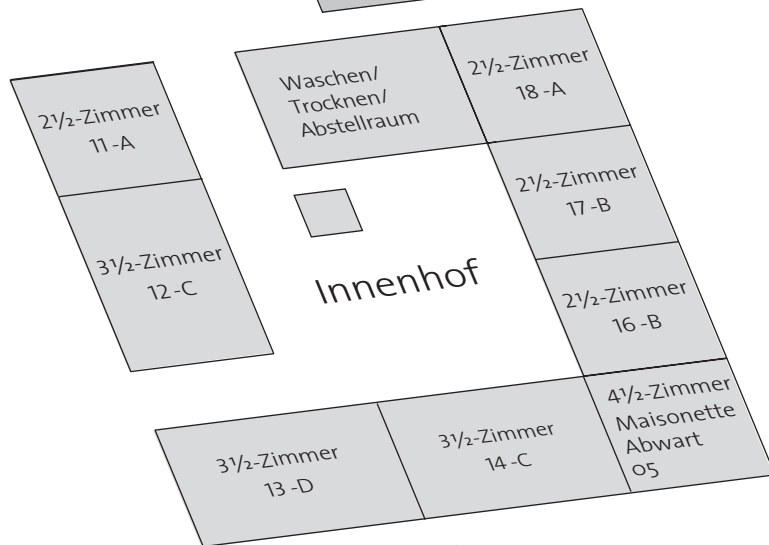 Waschen/
Trocknen/
Abstellraum
2½-Zimmer
18-A
2½-Zimmer
11-A
2½-Zimmer
17-B
3½-Zimmer
12-C
Innenhof
2½-Zimmer
16-B
4½-Zimmer
Maisonette
Abwart
05
3½-Zimmer
13-D
3½-Zimmer
14-C